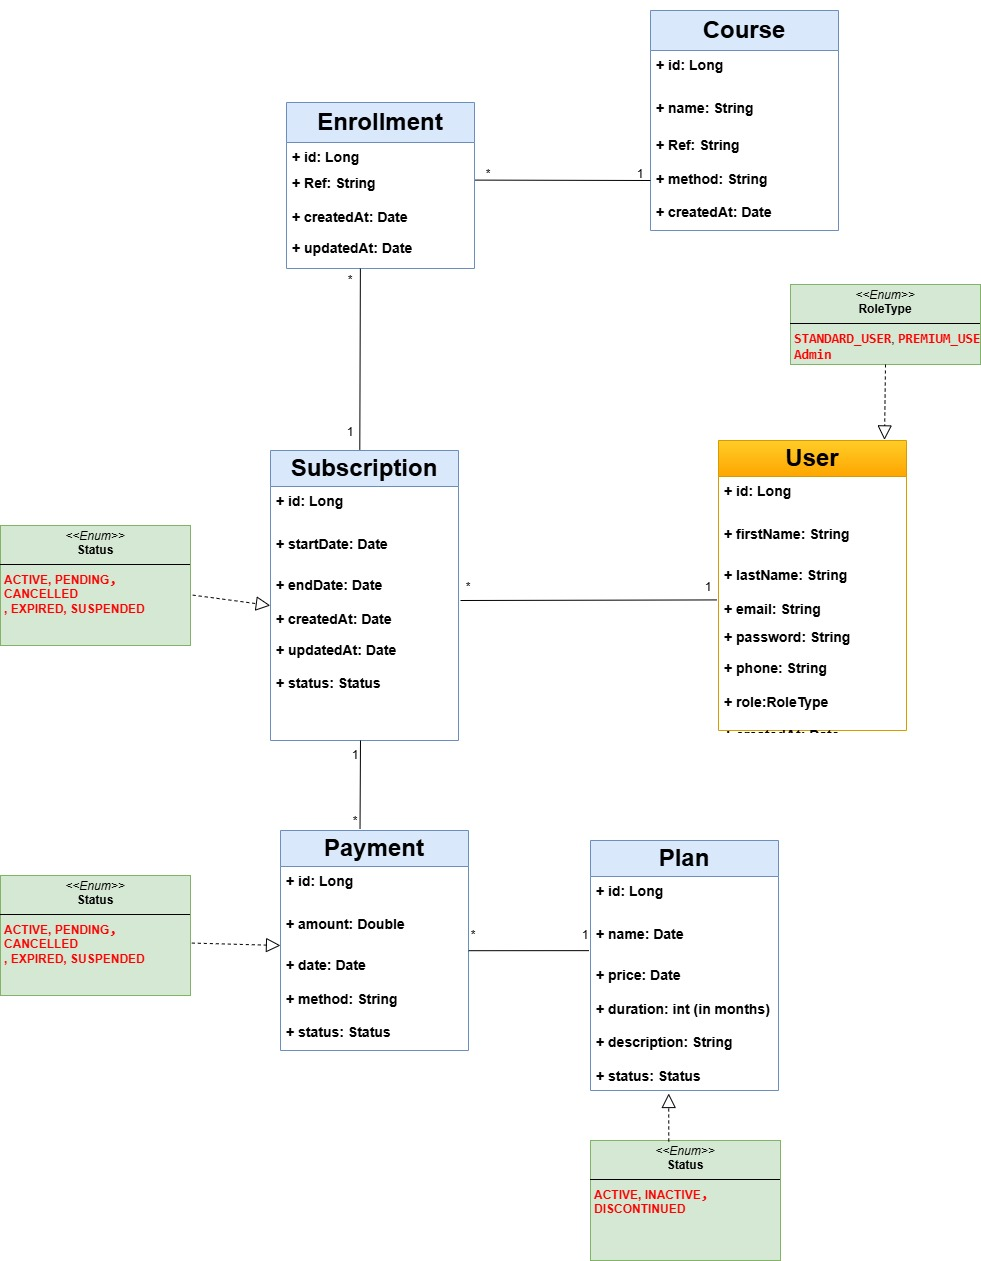 Course
+ id: Long
+ name: String
+ Ref: String
+ method: String
+ createdAt: Date
Enrollment
+ id: Long
+ Ref: String
+ createdAt: Date
+ updatedAt: Date
*
1
*
1
<<Enum>>
RoleType
STANDARD_USER, PREMIUM_USE
Admin
Subscription
+ id: Long
+ startDate: Date
+ endDate: Date
+ createdAt: Date
+ updatedAt: Date
+ status: Status
*
1
User
+ id: Long
+ firstName: String
+ lastName: String
+ email: String
+ password: String
+ phone: String
+ role:RoleType
+ createdAt: Date
<<Enum>>
Status
ACTIVE, PENDING,
CANCELLED
, EXPIRED, SUSPENDED
1
*
Payment
+ id: Long
+ amount: Double
+ date: Date
+ method: String
+ status: Status
*
1
Plan
+ id: Long
+ name: Date
+ price: Date
+ duration: int (in months)
+ description: String
+ status: Status
<<Enum>>
Status
ACTIVE, PENDING,
CANCELLED
, EXPIRED, SUSPENDED
<<Enum>>
Status
ACTIVE, INACTIVE,
DISCONTINUED